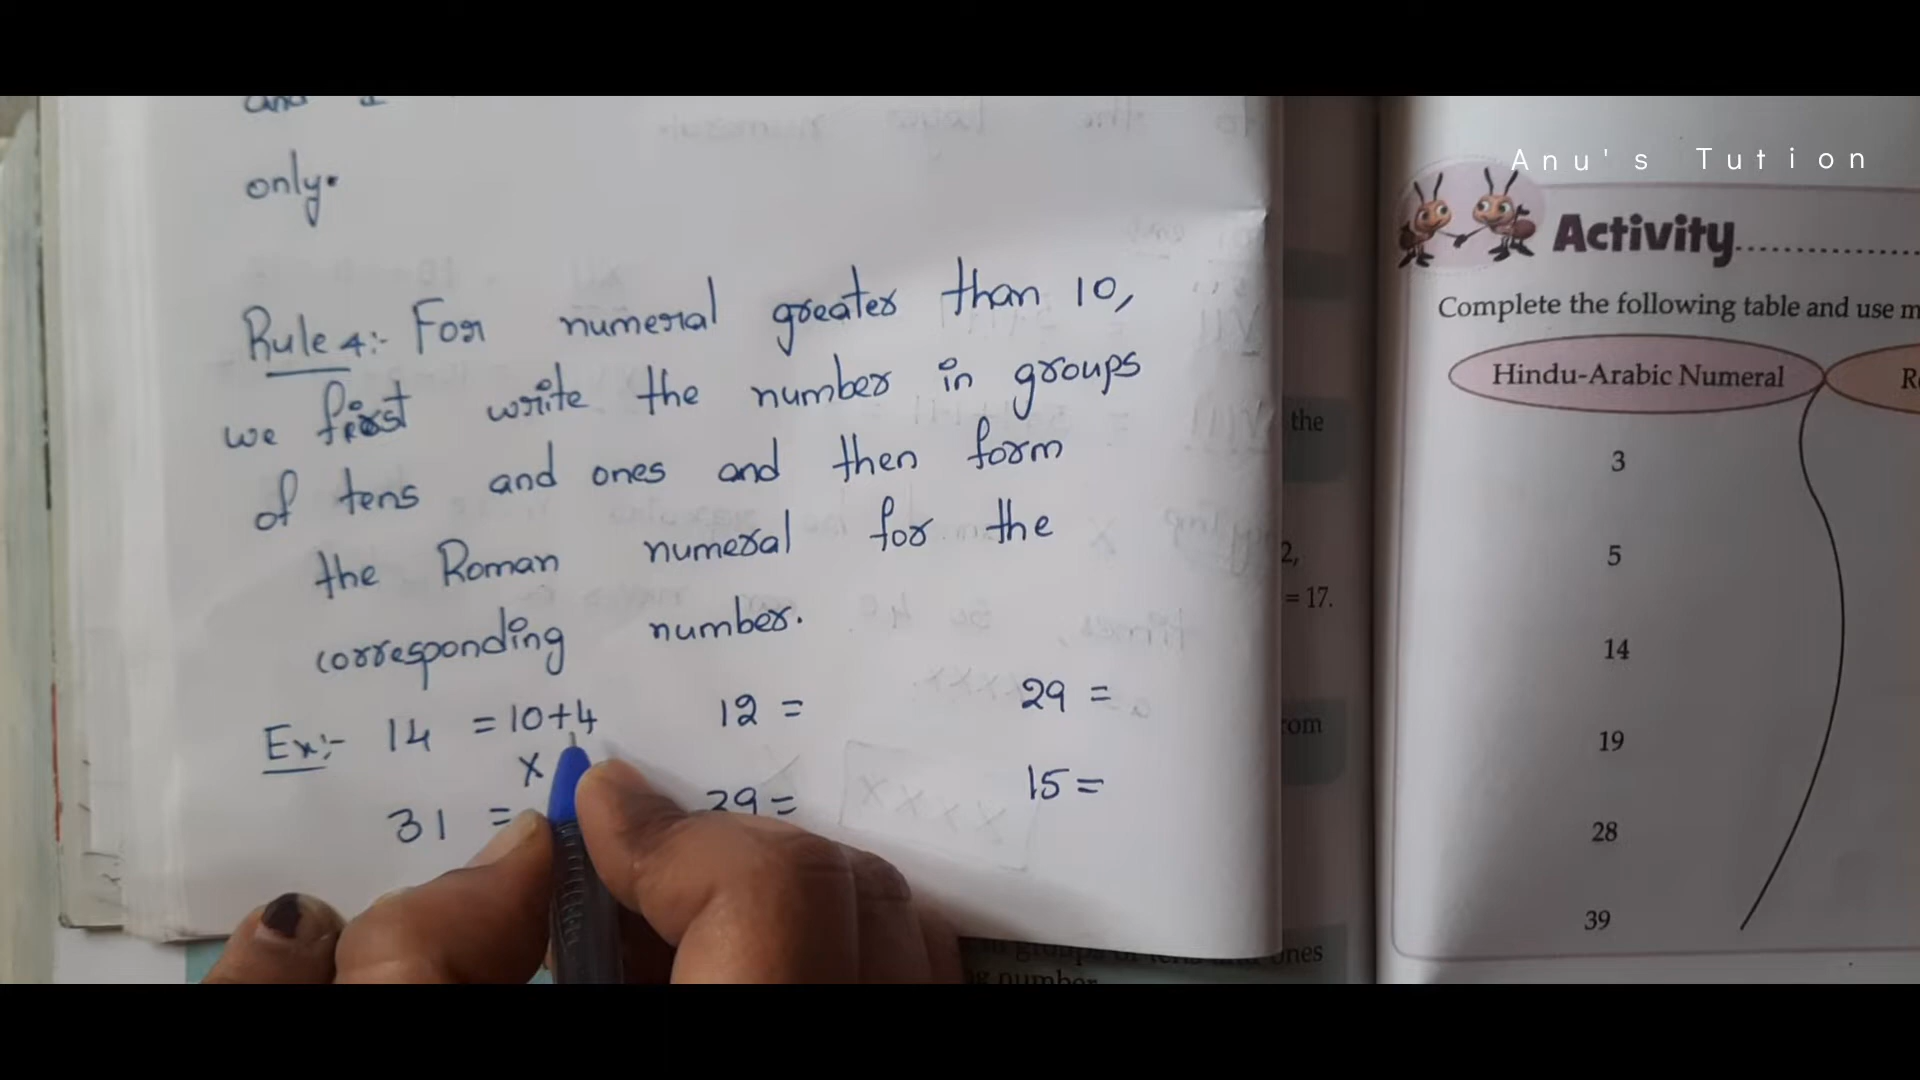 only.
Rule 4:- For numeral greater than 10,
we first write the number in groups
of tens and ones and then form
the Roman numeral for the
corresponding number.
Ex:- 14 = 10+4 12 = 29 =
X
31 = 29 = 15 =
the
2,
= 17.
ones
number
Anu's Tution
Activity
Complete the following table and use
Hindu-Arabic Numeral
3
5
14
19
28
39